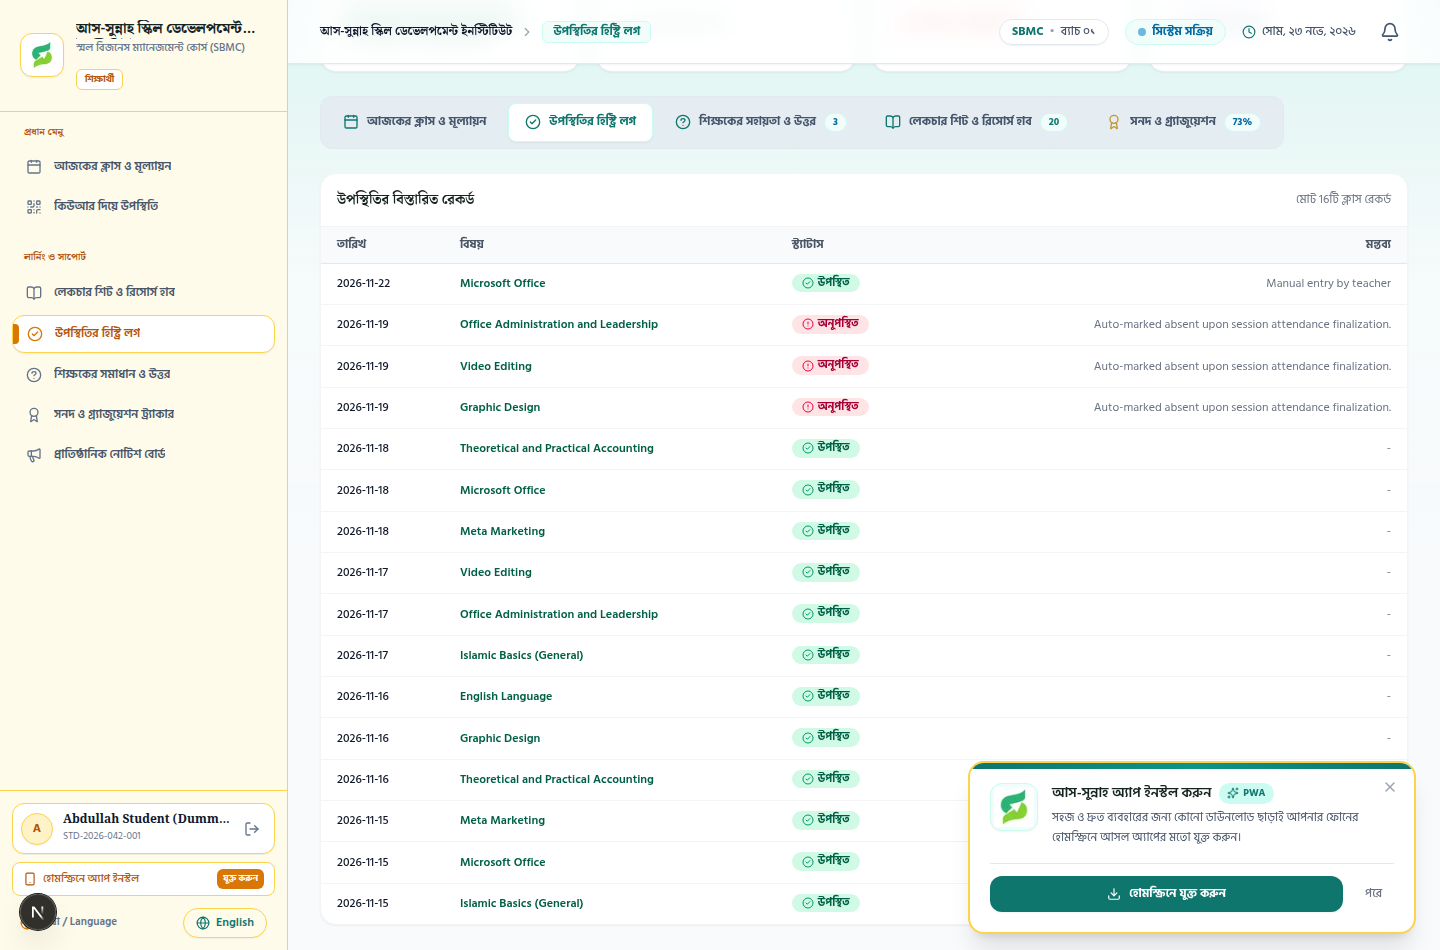 আস-সুন্নাহ স্কিল ডেভেলপমেন্ট...
স্মল বিজনেস ম্যানেজমেন্ট কোর্স (SBMC)
শিক্ষার্থী
প্রধান মেনু
আজকের ক্লাস ও মূল্যায়ন
কিউআর দিয়ে উপস্থিতি
লার্নিং ও সাপোর্ট
লেকচার শিট ও রিসোর্স হাব
উপস্থিতির হিস্ট্রি লগ
শিক্ষকের সমাধান ও উত্তর
সনদ ও গ্র্যাজুয়েশন ট্র্যাকার
প্রাতিষ্ঠানিক নোটিশ বোর্ড
A
Abdullah Student (Dumm...
STD-2026-042-001
হোমস্ক্রিনে অ্যাপ ইনস্টল
যুক্ত করুন
N
/ Language
English
আস-সুন্নাহ স্কিল ডেভেলপমেন্ট ইনস্টিটিউট > উপস্থিতির হিস্ট্রি লগ
SBMC • ব্যাচ ০১
সিস্টেম সক্রিয়
সোম, ২৩ নভে, ২০২৬
আজকের ক্লাস ও মূল্যায়ন
উপস্থিতির হিস্ট্রি লগ
শিক্ষকের সহায়তা ও উত্তর 3
লেকচার শিট ও রিসোর্স হাব 20
সনদ ও গ্র্যাজুয়েশন 73%
উপস্থিতির বিস্তারিত রেকর্ড
মোট 16টি ক্লাস রেকর্ড
তারিখ বিষয় স্ট্যাটাস মন্তব্য
2026-11-22 Microsoft Office উপস্থিত Manual entry by teacher
2026-11-19 Office Administration and Leadership অনুপস্থিত Auto-marked absent upon session attendance finalization.
2026-11-19 Video Editing অনুপস্থিত Auto-marked absent upon session attendance finalization.
2026-11-19 Graphic Design অনুপস্থিত Auto-marked absent upon session attendance finalization.
2026-11-18 Theoretical and Practical Accounting উপস্থিত -
2026-11-18 Microsoft Office উপস্থিত -
2026-11-18 Meta Marketing উপস্থিত -
2026-11-17 Video Editing উপস্থিত -
2026-11-17 Office Administration and Leadership উপস্থিত -
2026-11-17 Islamic Basics (General) উপস্থিত -
2026-11-16 English Language উপস্থিত -
2026-11-16 Graphic Design উপস্থিত -
2026-11-16 Theoretical and Practical Accounting উপস্থিত
2026-11-15 Meta Marketing উপস্থিত
2026-11-15 Microsoft Office উপস্থিত
2026-11-15 Islamic Basics (General) উপস্থিত
আস-সুন্নাহ অ্যাপ ইনস্টল করুন PWA
সহজ ও দ্রুত ব্যবহারের জন্য কোনো ডাউনলোড ছাড়াই আপনার ফোনের
হোমস্ক্রিনে আসল অ্যাপের মতো যুক্ত করুন।
হোমস্ক্রিনে যুক্ত করুন
পরে